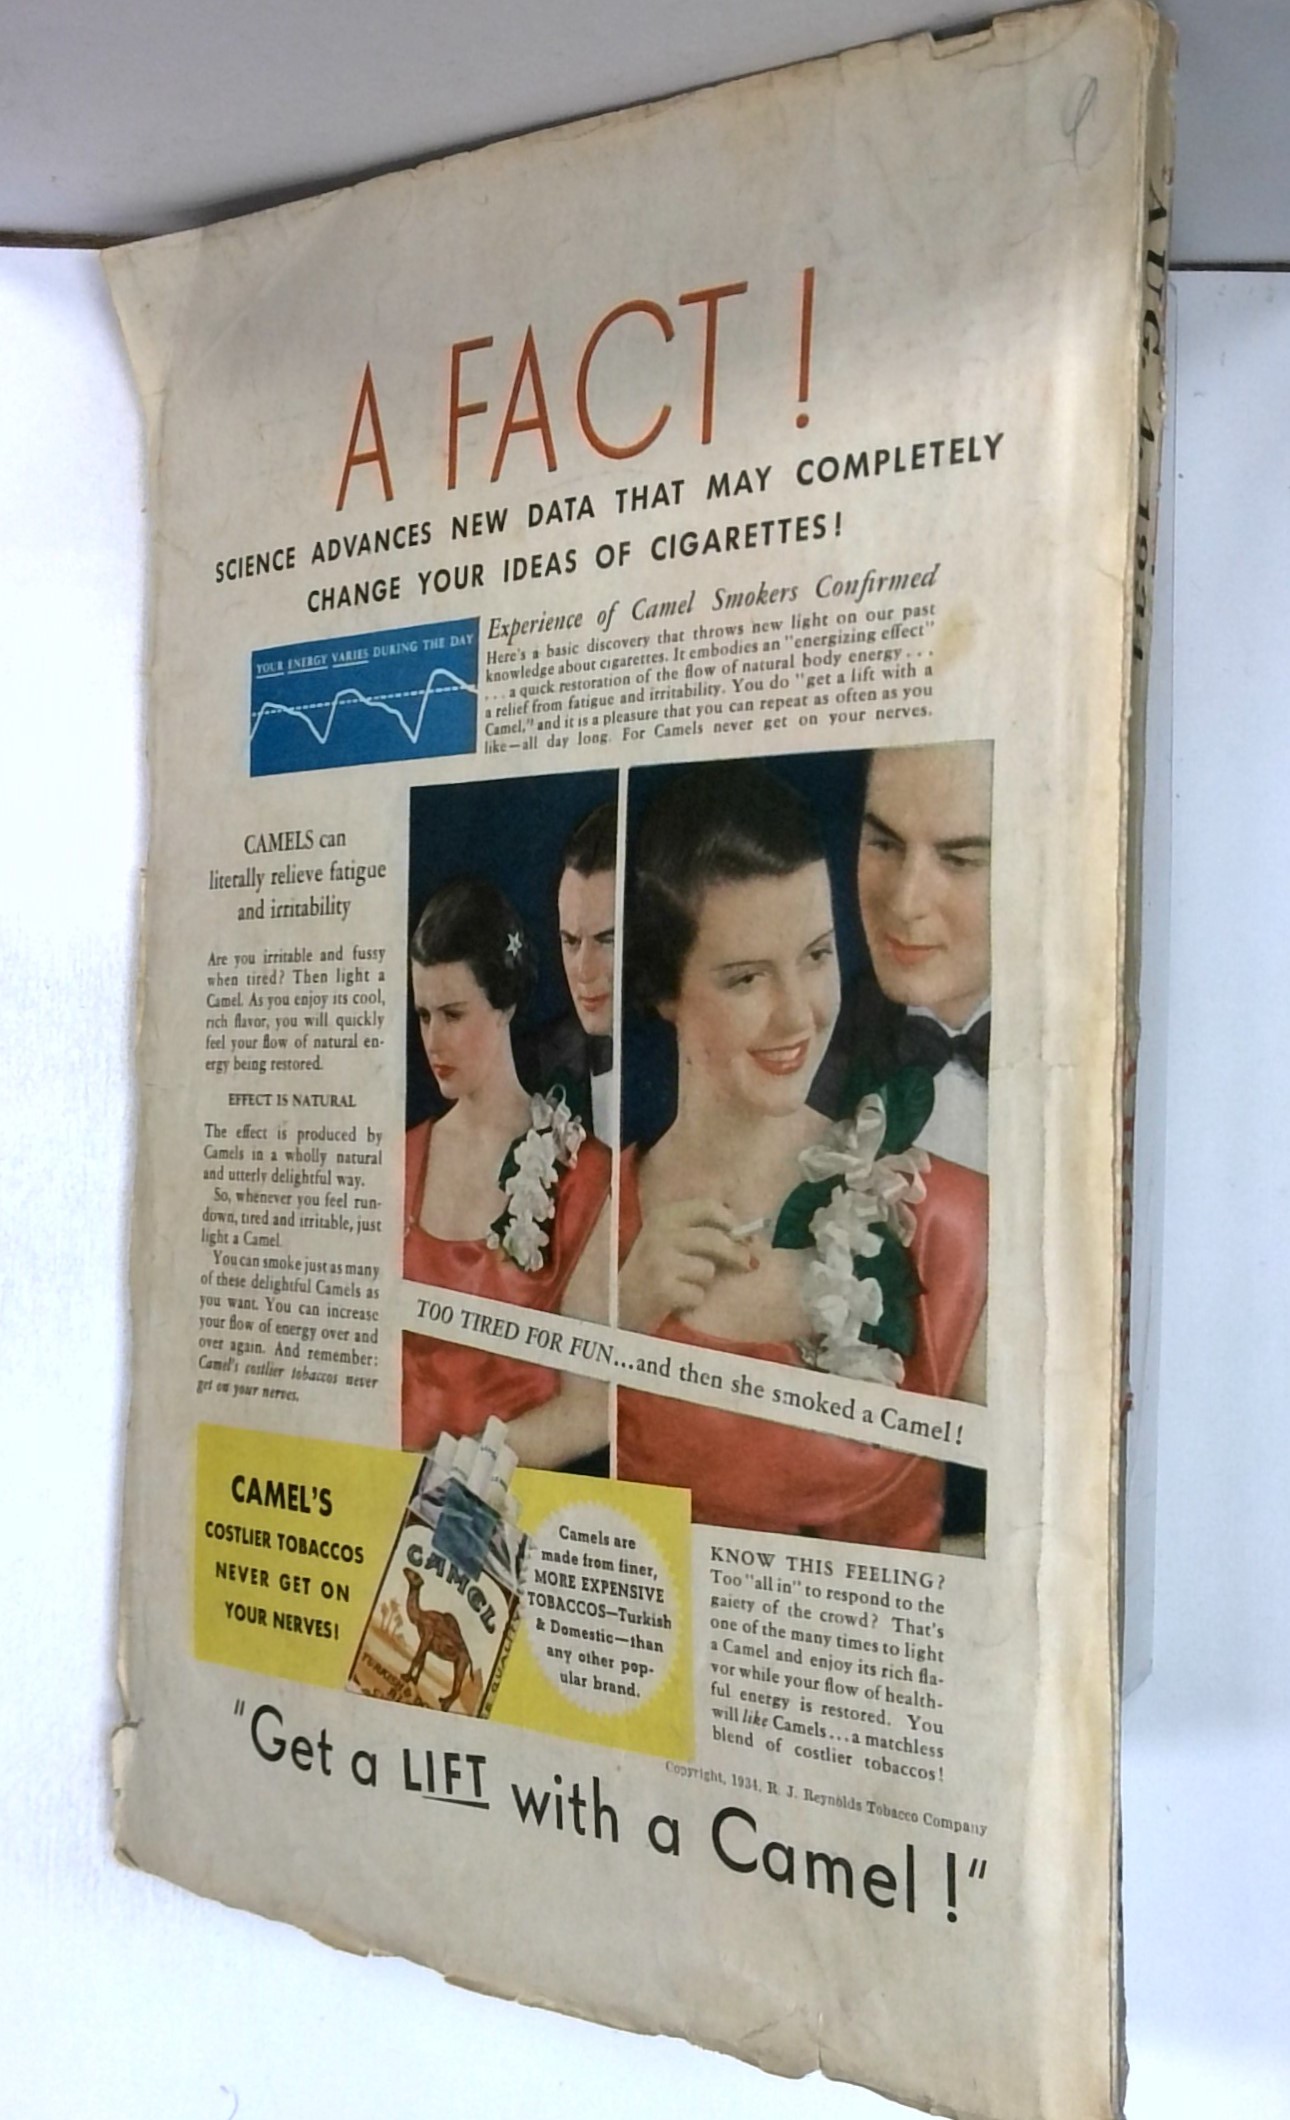 A FACT!
SCIENCE ADVANCES NEW DATA THAT MAY COMPLETELY
CHANGE YOUR IDEAS OF CIGARETTES!
YOUR ENERGY VARIES DURING THE DAY
Experience of Camel Smokers Confirmed
Here's a basic discovery that throws new light on our past
knowledge about cigarettes. It embodies an "energizing effect"
...a quick restoration of the flow of natural body energy...
a relief from fatigue and irritability. You do "get a lift with a
Camel," and it is a pleasure that you can repeat as often as you
like—all day long. For Camels never get on your nerves.
CAMELS can
literally relieve fatigue
and irritability
Are you irritable and fussy
when tired? Then light a
Camel. As you enjoy its cool,
rich flavor, you will quickly
feel your flow of natural en-
ergy being restored.
EFFECT IS NATURAL
The effect is produced by
Camels in a wholly natural
and utterly delightful way.
So, whenever you feel run-
down, tired and irritable, just
light a Camel.
You can smoke just as many
of these delightful Camels as
you want. You can increase
your flow of energy over and
over again. And remember:
Camel's costlier tobaccos never
get on your nerves.
TOO TIRED FOR FUN...and then she smoked a Camel!
CAMEL'S
COSTLIER TOBACCOS
NEVER GET ON
YOUR NERVES!
CAMEL
Camels are
made from finer,
MORE EXPENSIVE
TOBACCOS—Turkish
& Domestic—than
any other pop-
ular brand.
KNOW THIS FEELING?
Too "all in" to respond to the
gaiety of the crowd? That's
one of the many times to light
a Camel and enjoy its rich fla-
vor while your flow of health-
ful energy is restored. You
will like Camels...a matchless
blend of costlier tobaccos!
Copyright, 1934, R. J. Reynolds Tobacco Company
"Get a LIFT with a Camel!"
AUG. 4, 1934